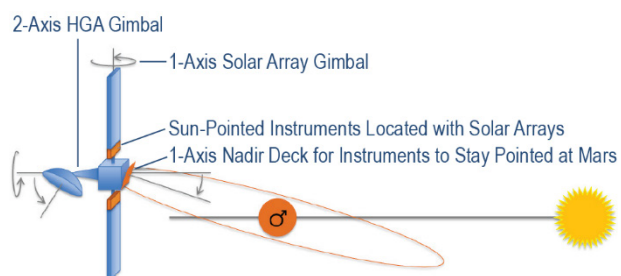 2-Axis HGA Gimbal
1-Axis Solar Array Gimbal
Sun-Pointed Instruments Located with Solar Arrays
1-Axis Nadir Deck for Instruments to Stay Pointed at Mars
♂